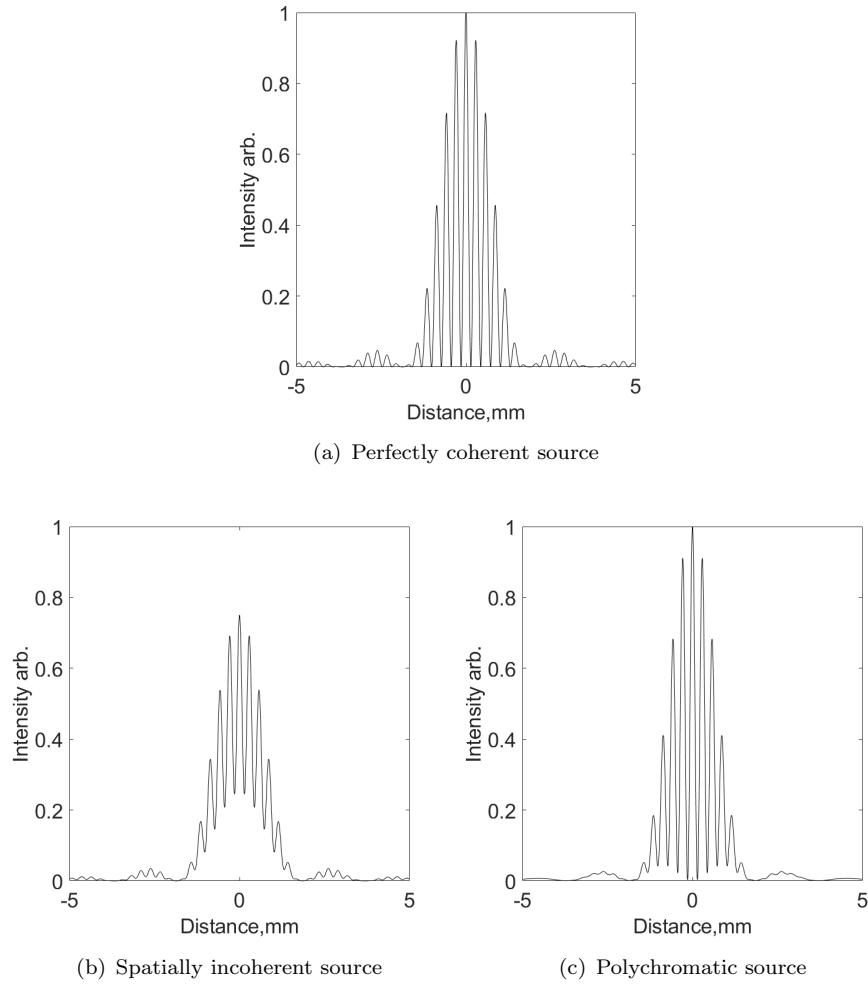 1
0.8
0.6
0.4
0.2
0
Intensity arb.
-5 0 5
Distance,mm
(a) Perfectly coherent source
1
0.8
0.6
0.4
0.2
0
Intensity arb.
-5 0 5
Distance,mm
(b) Spatially incoherent source
1
0.8
0.6
0.4
0.2
0
Intensity arb.
-5 0 5
Distance,mm
(c) Polychromatic source